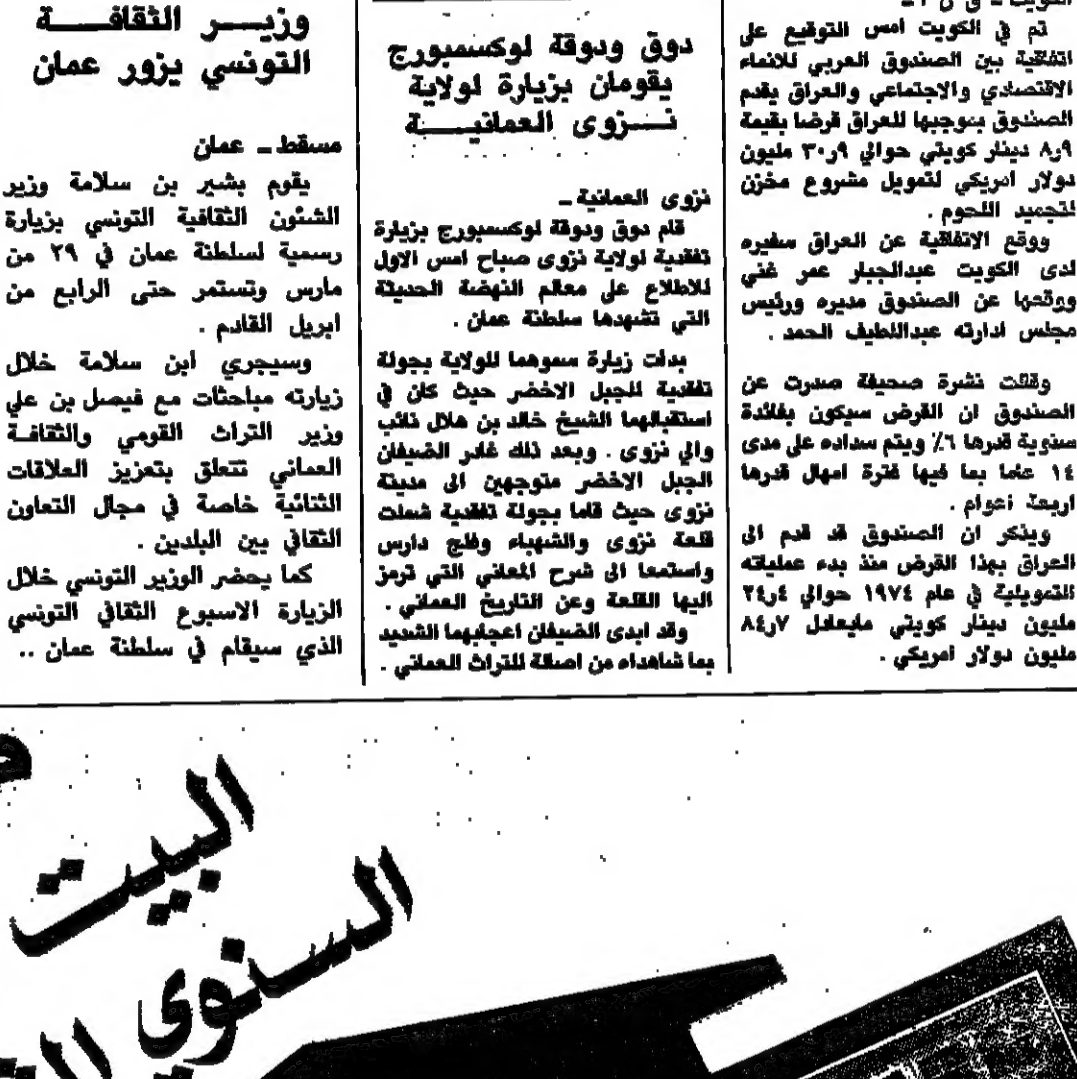 تم في الكويت امس التوقيع على
اتفاقية بين الصندوق العربي للانماء
الاقتصادي والاجتماعي والعراق يقدم
الصندوق بموجبها للعراق قرضا بقيمة
٨ر٩ دينار كويتي حوالي ٣٠ر٩ مليون
دولار امريكي لتمويل مشروع مخزن
لتجميد اللحوم .
ووقع الاتفاقية عن العراق سفيره
لدى الكويت عبدالجبار عمر غني
ووقعها عن الصندوق مديره ورئيس
مجلس ادارته عبداللطيف الحمد .
وقالت نشرة صحيفة صدرت عن
الصندوق ان القرض سيكون بفائدة
سنوية قدرها ٦٪ ويتم سداده على مدى
١٤ عاما بما فيها فترة امهال قدرها
اربعة اعوام .
ويذكر ان الصندوق قد قدم الى
العراق بهذا القرض منذ بدء عملياته
التمويلية في عام ١٩٧٤ حوالي ٢٤ر٤
مليون دينار كويتي مايعادل ٨٤ر٧
مليون دولار امريكي .
دوق ودوقة لوكسمبورج
يقومان بزيارة لولاية
نـــزوى العمانيـــة
نزوى العمانية ـ
قام دوق ودوقة لوكسمبورج بزيارة
تفقدية لولاية نزوى صباح امس الاول
للاطلاع على معالم النهضة الحديثة
التي تشهدها سلطنة عمان .
بدات زيارة سموهما للولاية بجولة
تفقدية للجبل الاخضر حيث كان في
استقبالهما الشيخ خالد بن هلال نائب
والي نزوى . وبعد ذلك غادر الضيفان
الجبل الاخضر متوجهين الى مدينة
نزوى حيث قاما بجولة تفقدية شملت
قلعة نزوى والشهباء وفلج دارس
واستمعا الى شرح المعاني التي ترمز
اليها القلعة وعن التاريخ العماني .
وقد ابدى الضيفان اعجابهما الشديد
بما شاهداه من اصالة للتراث العماني .
وزيـــر الثقافـــة
التونسي يزور عمان
مسقط ـ عمان
يقوم بشير بن سلامة وزير
الشئون الثقافية التونسي بزيارة
رسمية لسلطنة عمان في ٢٩ من
مارس وتستمر حتى الرابع من
ابريل القادم .
وسيجري ابن سلامة خلال
زيارته مباحثات مع فيصل بن علي
وزير التراث القومي والثقافة
العماني تتعلق بتعزيز العلاقات
الثنائية خاصة في مجال التعاون
الثقافي بين البلدين .
كما يحضر الوزير التونسي خلال
الزيارة الاسبوع الثقافي التونسي
الذي سيقام في سلطنة عمان ..
البيت
السنوي